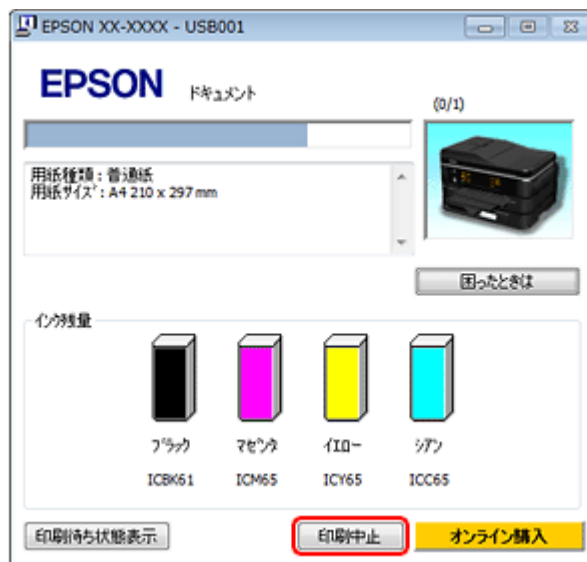 EPSON XX-XXXX - USB001
EPSON ドキュメント
(0/1)
用紙種類 : 普通紙
用紙サイズ : A4 210 x 297 mm
困ったときは
インク残量
ブラック マゼンタ イエロー シアン
ICBK61 ICM65 ICY65 ICC65
印刷待ち状態表示 印刷中止 オンライン購入